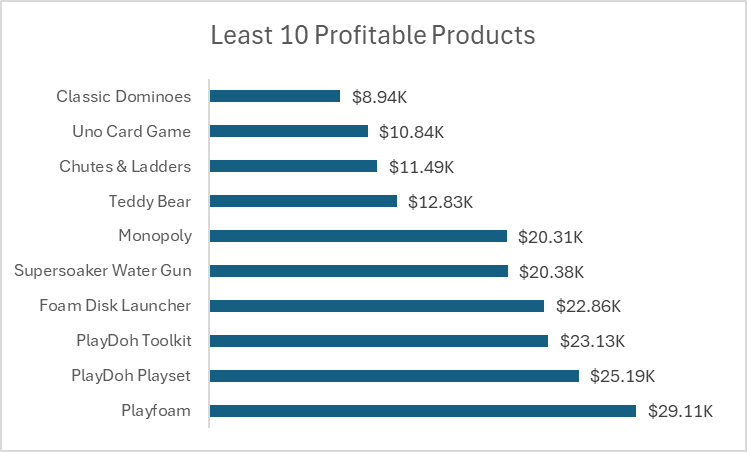 Least 10 Profitable Products
Classic Dominoes $8.94K
Uno Card Game $10.84K
Chutes & Ladders $11.49K
Teddy Bear $12.83K
Monopoly $20.31K
Supersoaker Water Gun $20.38K
Foam Disk Launcher $22.86K
PlayDoh Toolkit $23.13K
PlayDoh Playset $25.19K
Playfoam $29.11K